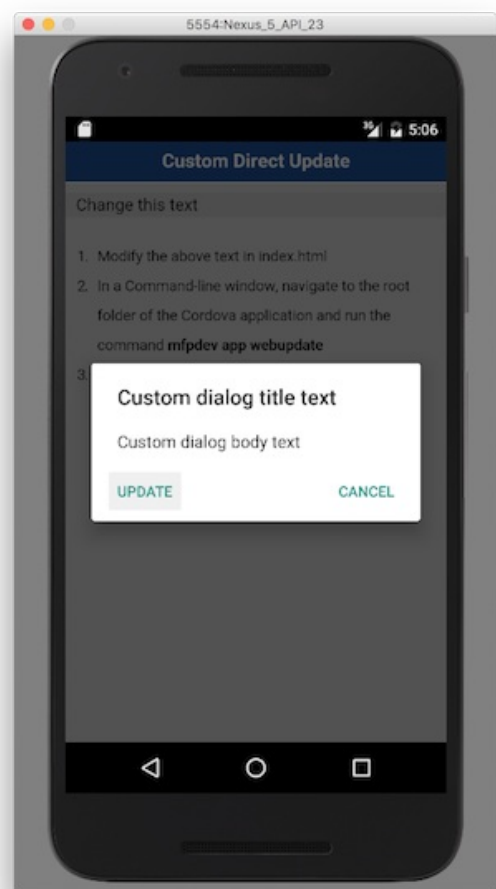 5554:Nexus_5_API_23
3G 5:06
Custom Direct Update
Change this text
1. Modify the above text in index.html
2. In a Command-line window, navigate to the root
folder of the Cordova application and run the
command mfpdev app webupdate
3.
Custom dialog title text
Custom dialog body text
UPDATE CANCEL